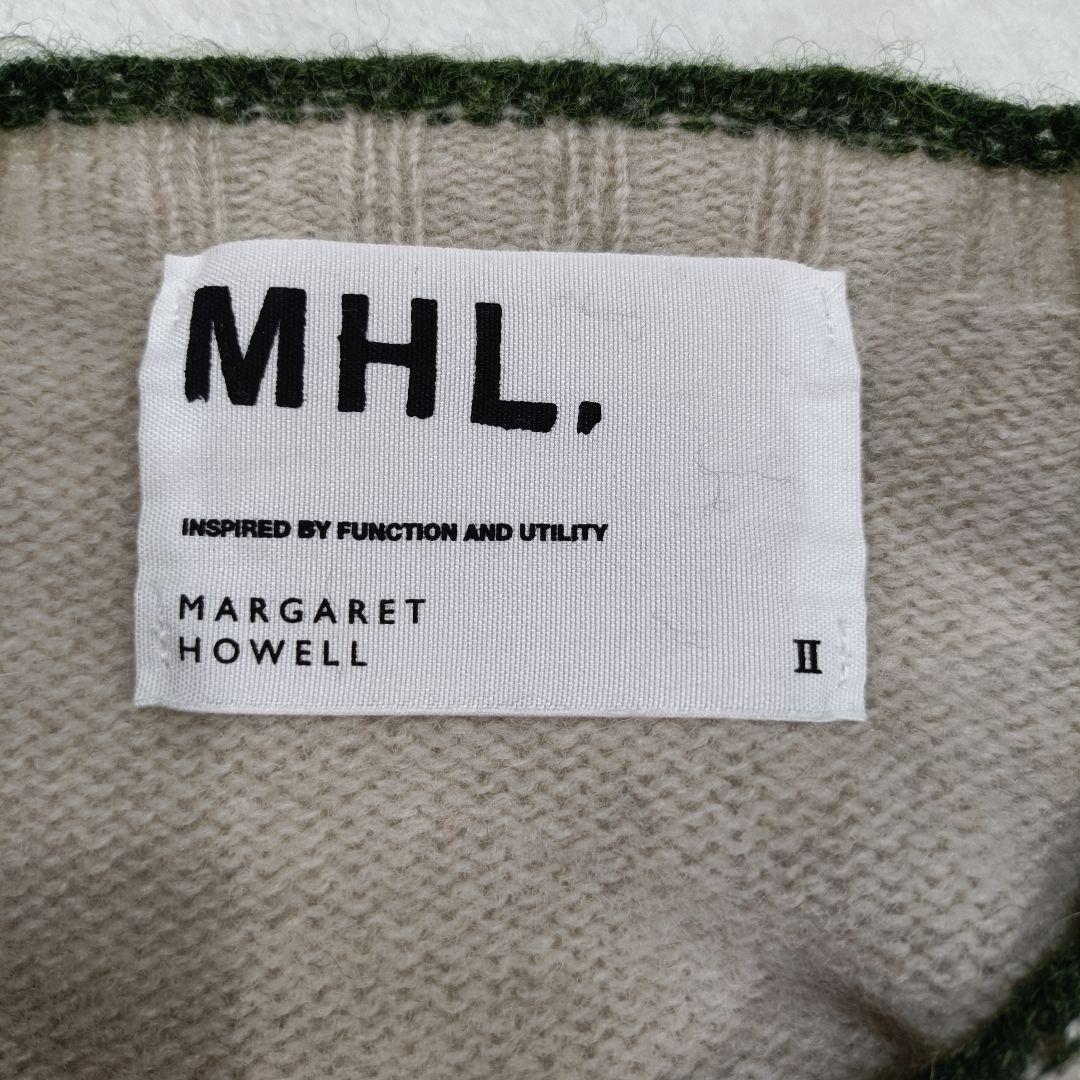 MHL.
INSPIRED BY FUNCTION AND UTILITY
MARGARET
HOWELL
II